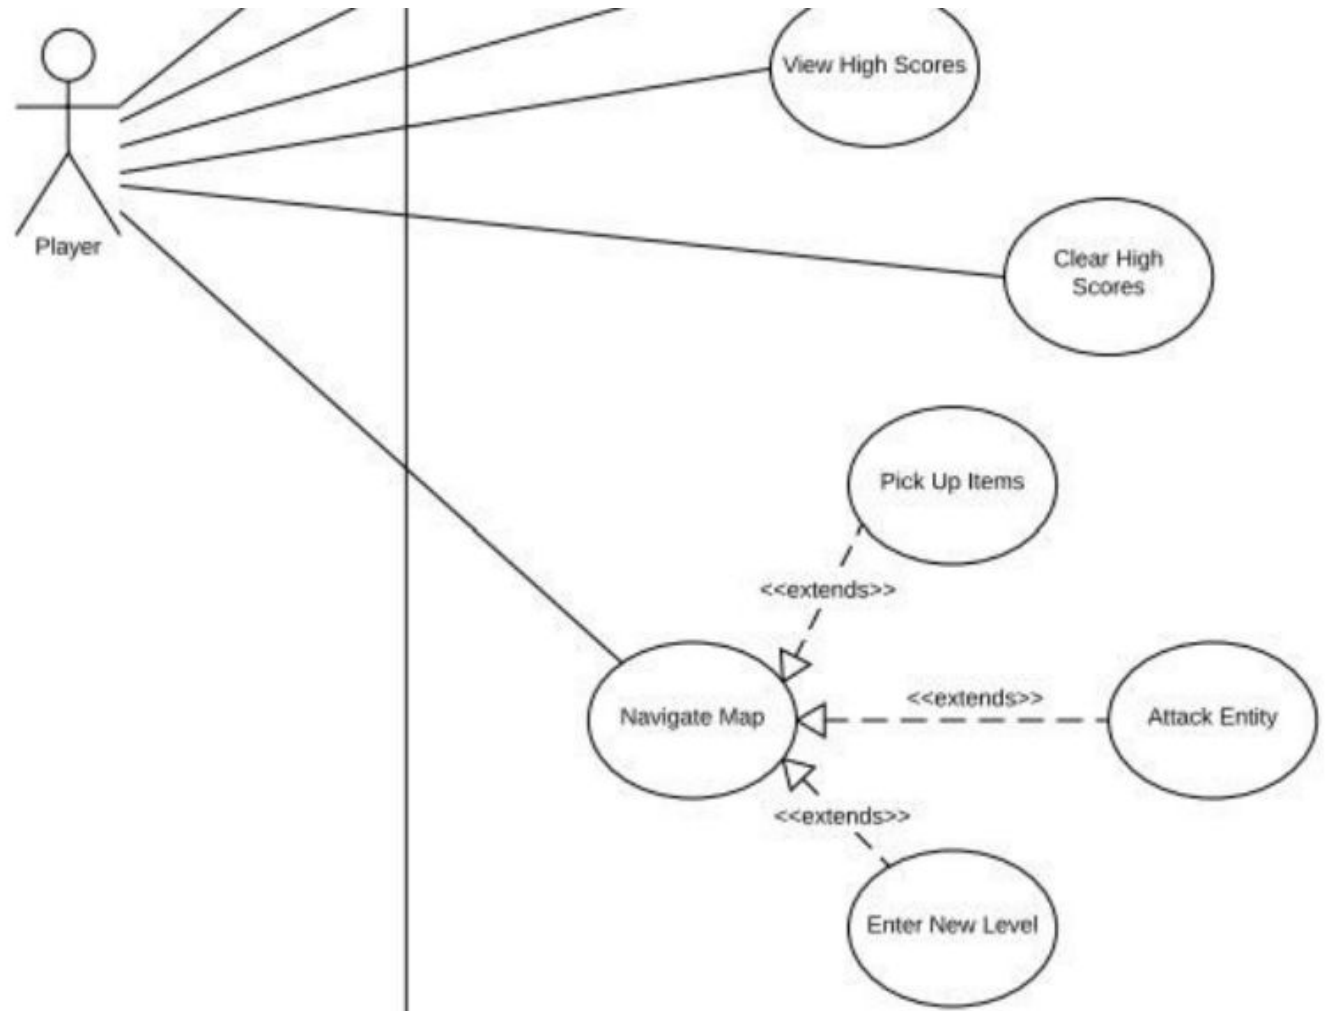 View High Scores
Player
Clear High
Scores
Pick Up Items
<<extends>>
<<extends>>
Navigate Map
Attack Entity
<<extends>>
Enter New Level